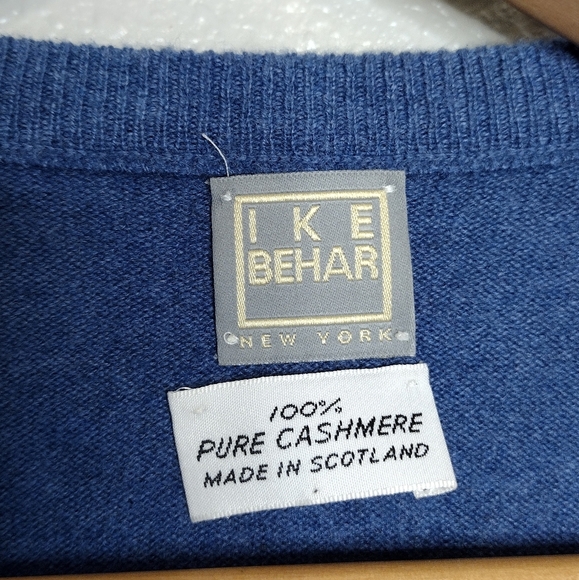 IKE
BEHAR
NEW YORK
100%
PURE CASHMERE
MADE IN SCOTLAND